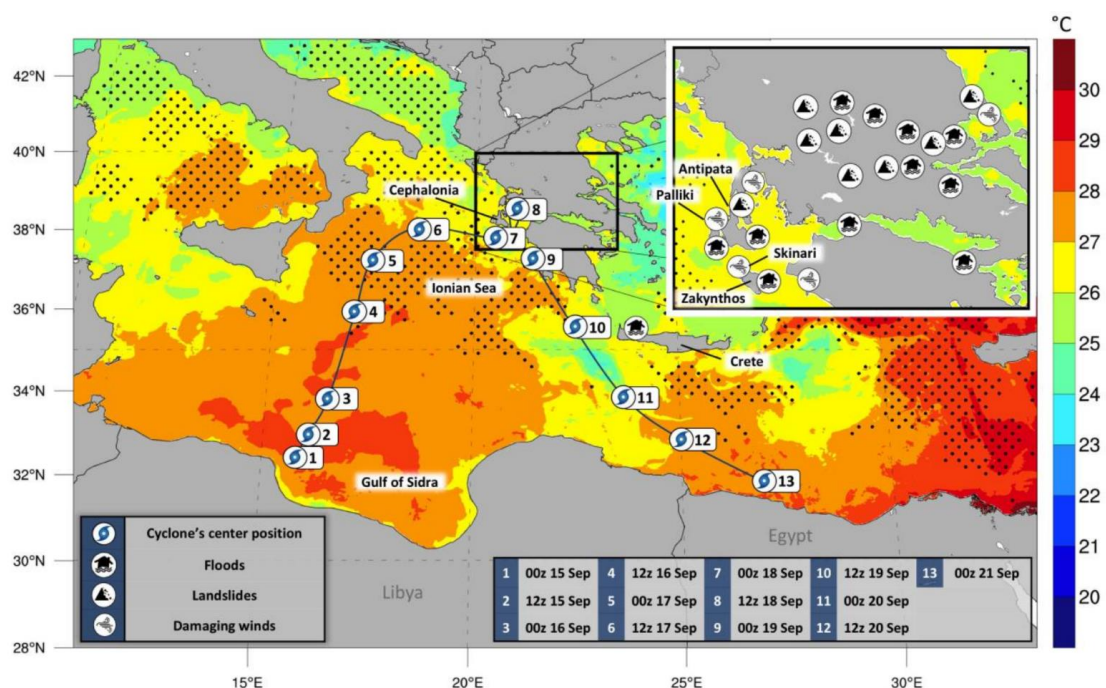 °C
42°N
40°N
38°N
36°N
34°N
32°N
30°N
28°N
15°E
20°E
25°E
30°E
30
29
28
27
26
25
24
23
22
21
20
Antipata
Palliki
Skinari
Zakynthos
Cephalonia
8
6
7
9
5
Ionian Sea
4
10
Crete
3
11
2
12
1
Gulf of Sidra
13
Egypt
Libya
Cyclone's center position
Floods
Landslides
Damaging winds
1 00z 15 Sep 4 12z 16 Sep 7 00z 18 Sep 10 12z 19 Sep 13 00z 21 Sep
2 12z 15 Sep 5 00z 17 Sep 8 12z 18 Sep 11 00z 20 Sep
3 00z 16 Sep 6 12z 17 Sep 9 00z 19 Sep 12 12z 20 Sep